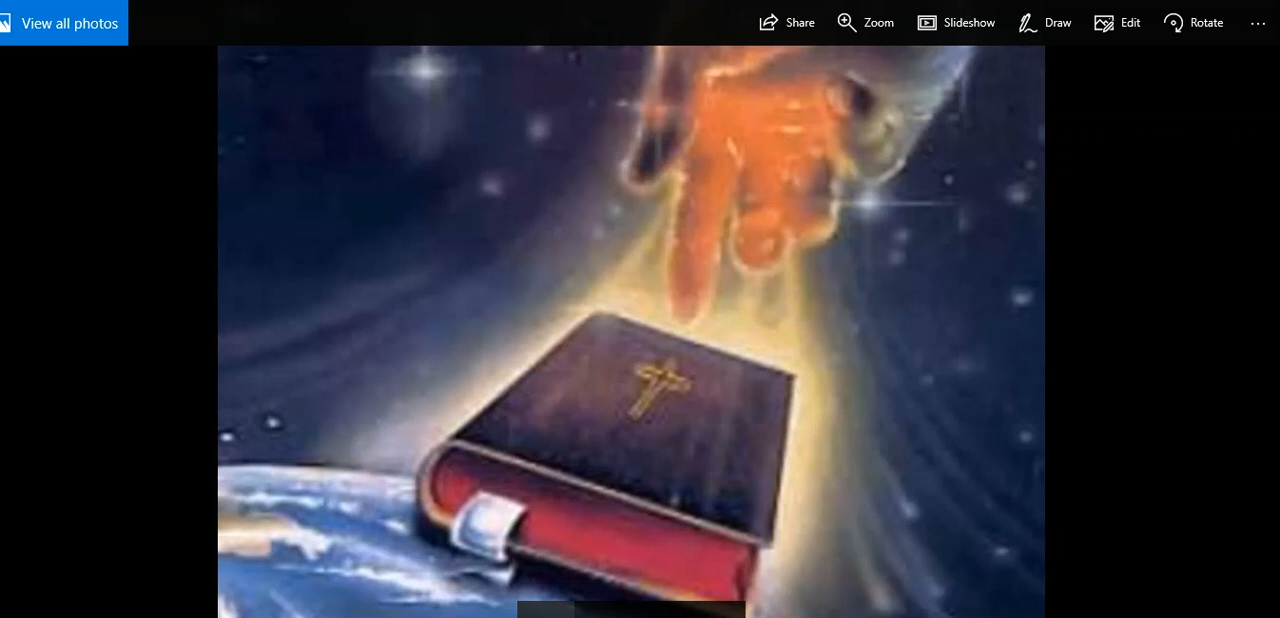 View all photos
Share
Zoom
Slideshow
Draw
Edit
Rotate